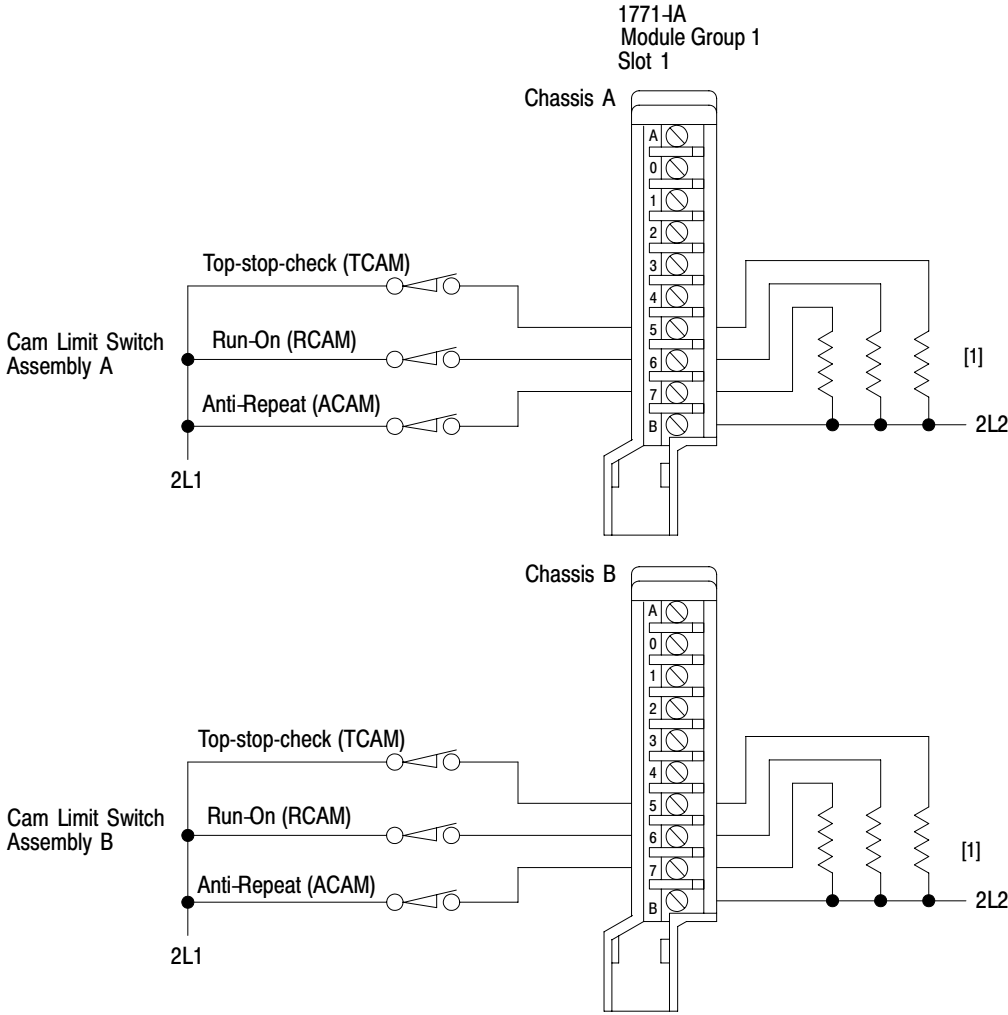 1771-IA
Module Group 1
Slot 1
Chassis A
A
0
1
2
3
4
5
6
7
B
Top-stop-check (TCAM)
Run-On (RCAM)
Anti-Repeat (ACAM)
Cam Limit Switch
Assembly A
2L1
[1]
2L2
Chassis B
A
0
1
2
3
4
5
6
7
B
Top-stop-check (TCAM)
Run-On (RCAM)
Anti-Repeat (ACAM)
Cam Limit Switch
Assembly B
2L1
[1]
2L2